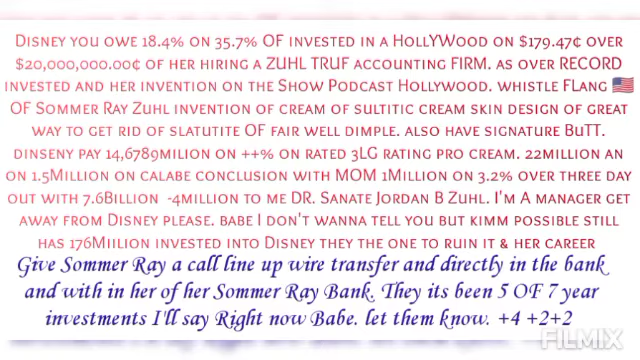 Disney you owe 18.4% on 35.7% OF invested in a HollYWood on $179.47¢ over
$20,000,000.00¢ of her hiring a ZUHL TRUF accounting FIRM. as over RECORD
invested and her invention on the Show Podcast Hollywood. whistle FLang 🇺🇸
OF Sommer Ray Zuhl invention of cream of sultitic cream skin design of great
way to get rid of slatutite OF fair well dimple. also have signature BuTT.
dinseny pay 14,6789milion on ++% on rated 3LG rating pro cream. 22million an
on 1.5Million on calabe conclusion with MOM 1Million on 3.2% over three day
out with 7.6Billion -4million to me DR. Sanate Jordan B Zuhl. I'm A manager get
away from Disney please. babe I don't wanna tell you but kimm possible still
has 176Miilion invested into Disney they the one to ruin it & her career
Give Sommer Ray a call line up wire transfer and directly in the bank
and with in her of her Sommer Ray Bank. They its been 5 OF 7 year
investments I'll say Right now Babe. let them know. +4 +2+2
FILMIX